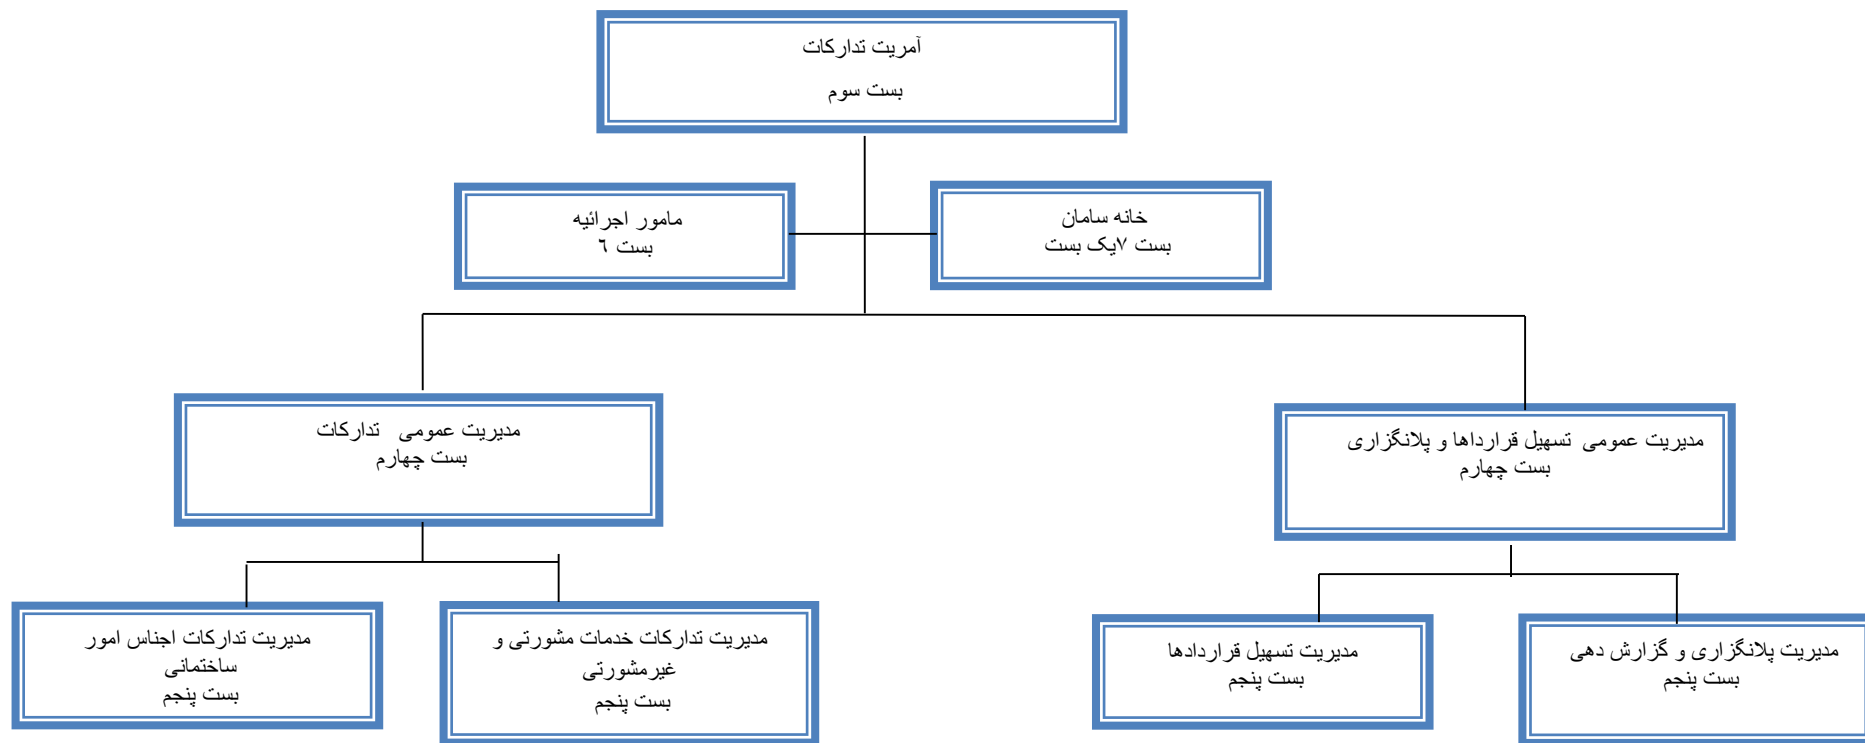 آمریت تدارکات
بست سوم
خانه سامان
بست ٧یک بست
مامور اجرائیه
بست ٦
مدیریت عمومی تسهیل قرارداها و پلانگزاری
بست چهارم
مدیریت عمومی تدارکات
بست چهارم
مدیریت پلانگزاری و گزارش دهی
بست پنجم
مدیریت تسهیل قراردادها
بست پنجم
مدیریت تدارکات خدمات مشورتی و
غیرمشورتی
بست پنجم
مدیریت تدارکات اجناس امور
ساختمانی
بست پنجم